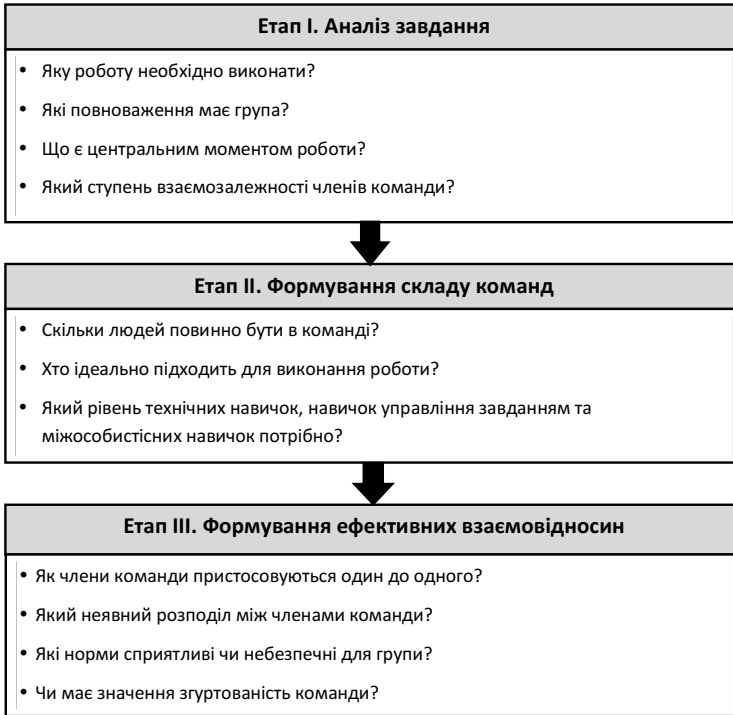 Етап I. Аналіз завдання
• Яку роботу необхідно виконати?
• Які повноваження має група?
• Що є центральним моментом роботи?
• Який ступень взаємозалежності членів команди?
Етап II. Формування складу команд
• Скільки людей повинно бути в команді?
• Хто ідеально підходить для виконання роботи?
• Який рівень технічних навичок, навичок управління завданням та
міжособистісних навичок потрібно?
Етап III. Формування ефективних взаємовідносин
• Як члени команди пристосовуються один до одного?
• Який неявний розподіл між членами команди?
• Які норми сприятливі чи небезпечні для групи?
• Чи має значення згуртованість команди?